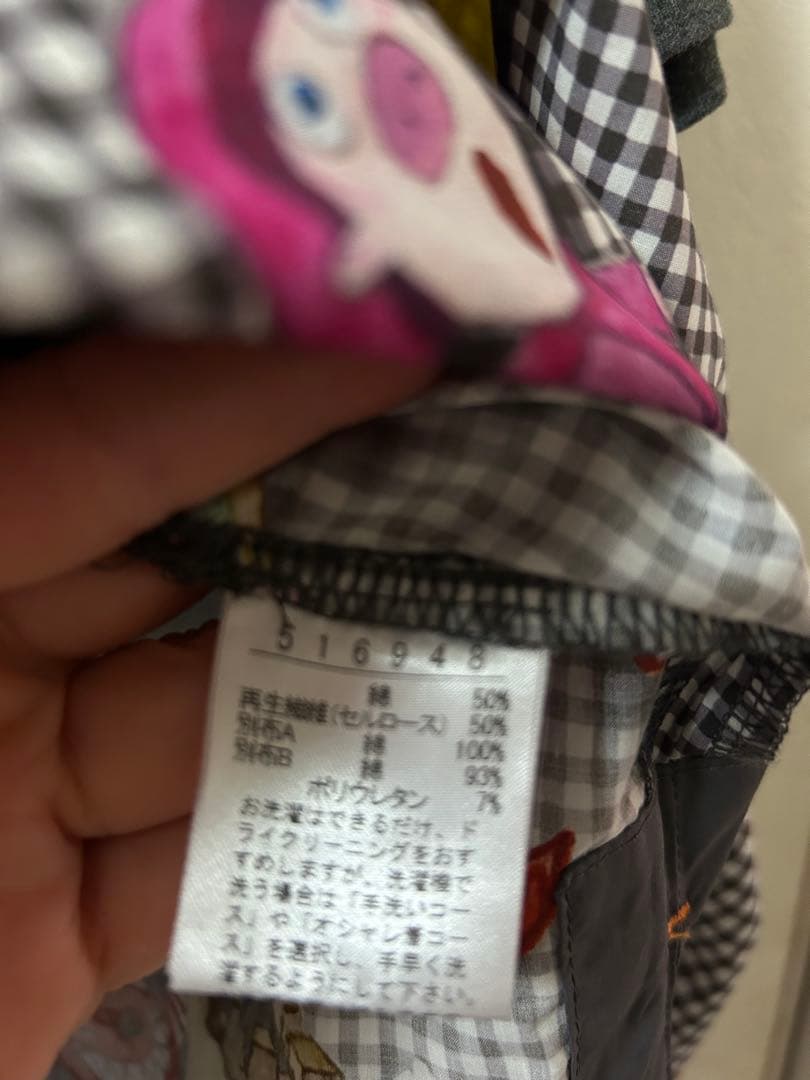 516948
綿 50%
再生繊維(セルロース) 50%
別布A 綿 100%
別布B 綿 93%
ポリウレタン 7%
お洗濯はできるだけ、ド
ライクリーニングをおす
すめしますが、洗濯機で
洗う場合は「手洗いコー
ス」や「オシャレ着コー
ス」を選択し、手早く洗
濯するようにして下さい。